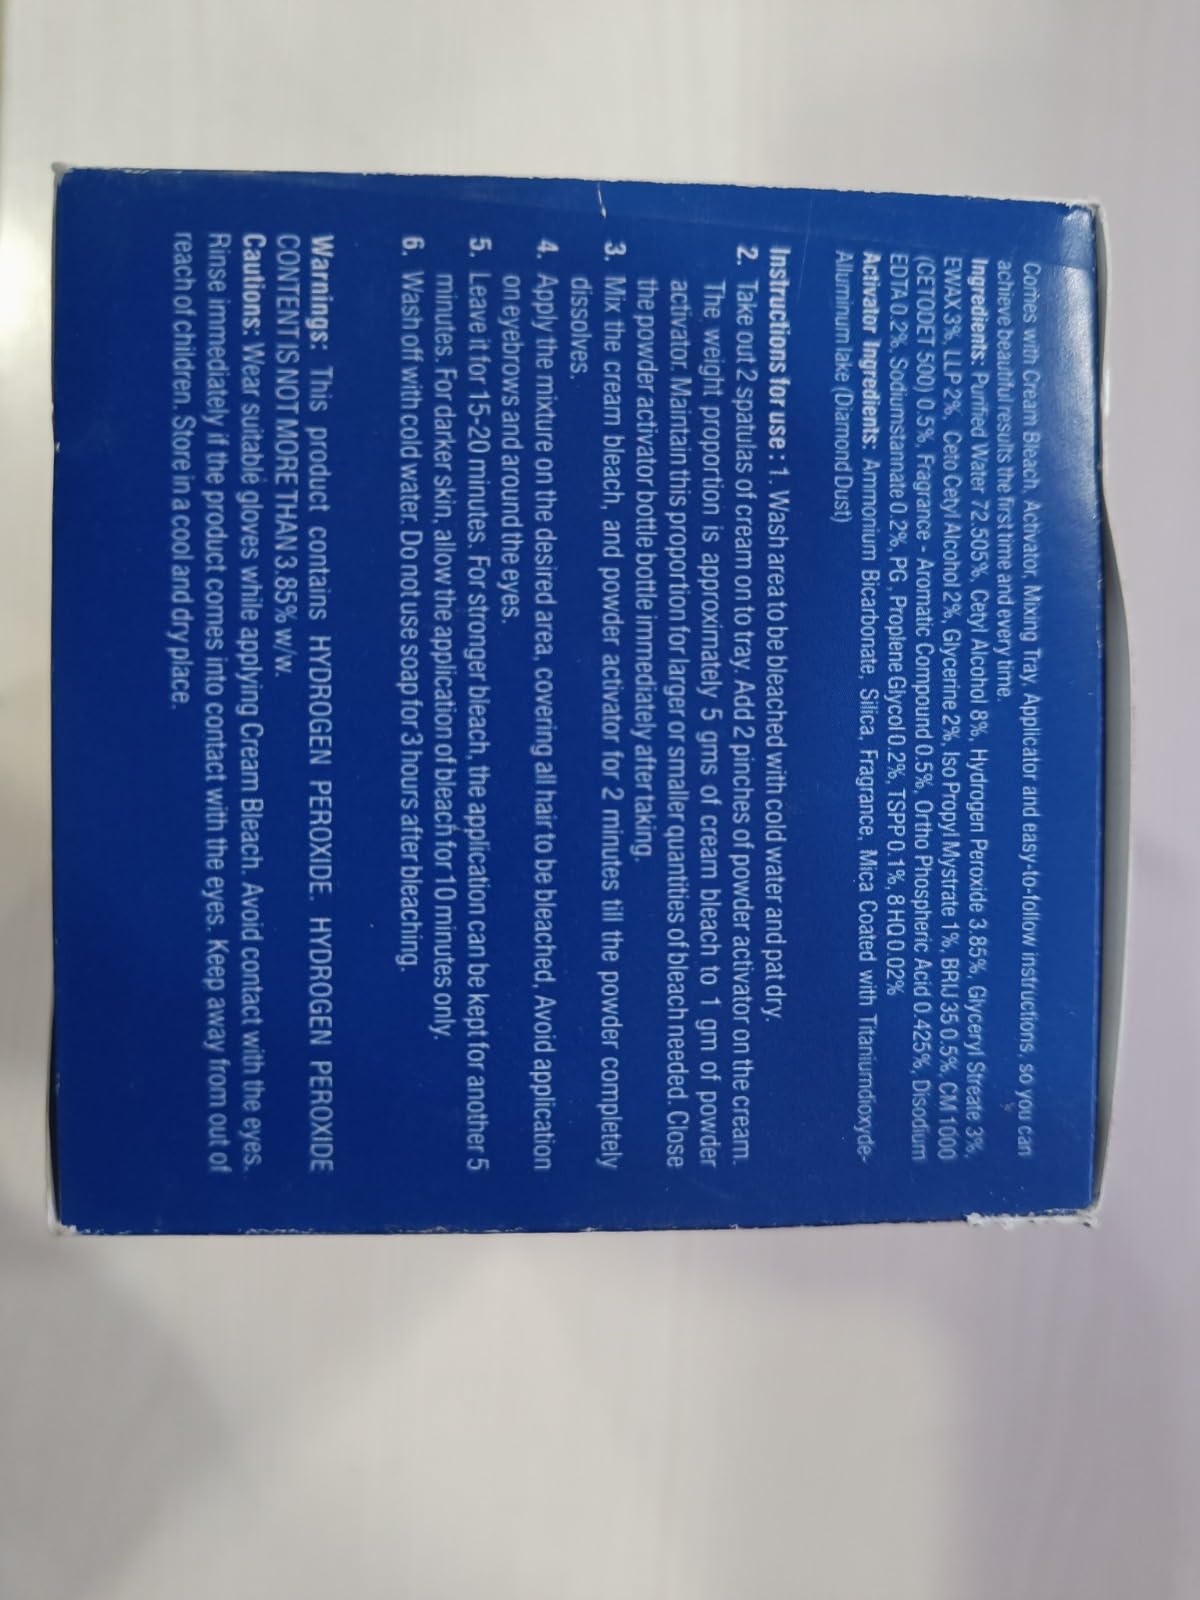 Comes with Cream Bleach, Activator, Mixing Tray, Applicator and easy-to-follow instructions, so you can
achieve beautiful results the first time and every time.
Ingredients: Purified Water 72.505%, Cetyl Alcohol 8%, Hydrogen Peroxide 3.85%, Glyceryl Streate 3%,
EWAX 3%, LLP 2%, Ceto Cetyl Alcohol 2%, Glycerine 2%, Iso Propyl Mystrate 1%, BRIJ 35 0.5%, CM 1000
(GETODET 500) 0.5%, Fragrance - Aromatic Compound 0.5%, Ortho Phospheric Acid 0.425%, Disodium
EDTA 0.2%, Sodiumstannate 0.2%, PG, Proplene Glycol 0.2%, TSPP 0.1%, 8 HQ 0.02%
Activator Ingredients: Ammonium Bicarbonate, Silica, Fragrance, Mica Coated with Titaniumdioxyde-
Alluminum lake (Diamond Dust)
Instructions for use : 1. Wash area to be bleached with cold water and pat dry.
2. Take out 2 spatulas of cream on to tray. Add 2 pinches of powder activator on the cream.
The weight proportion is approximately 5 gms of cream bleach to 1 gm of powder
activator. Maintain this proportion for larger or smaller quantities of bleach needed. Close
the powder activator bottle bottle immediately after taking.
3. Mix the cream bleach, and powder activator for 2 minutes till the powder completely
dissolves.
4. Apply the mixture on the desired area, covering all hair to be bleached, Avoid application
on eyebrows and around the eyes.
5. Leave it for 15-20 minutes. For stronger bleach, the application can be kept for another 5
minutes. For darker skin, allow the application of bleach for 10 minutes only.
6. Wash off with cold water. Do not use soap for 3 hours after bleaching.
Warnings: This product contains HYDROGEN PEROXIDE. HYDROGEN PEROXIDE
CONTENT IS NOT MORE THAN 3.85% w/w.
Cautions: Wear suitable gloves while applying Cream Bleach. Avoid contact with the eyes.
Rinse immediately if the product comes into contact with the eyes. Keep away from out of
reach of children. Store in a cool and dry place.